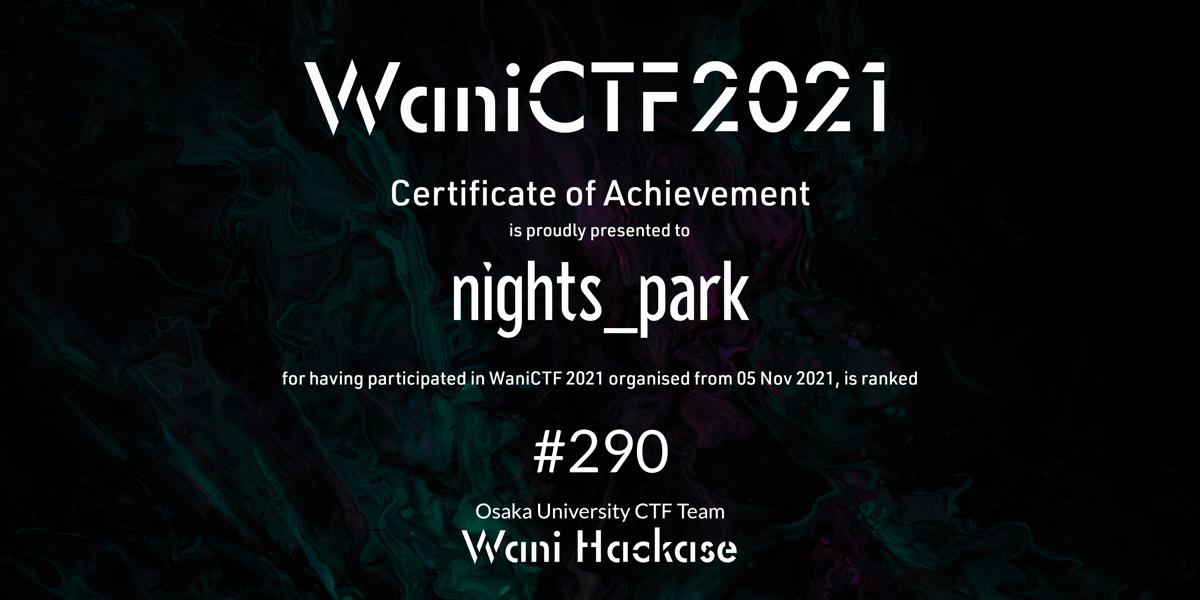 WaniCTF2021
Certificate of Achievement
is proudly presented to
nights_park
for having participated in WaniCTF 2021 organised from 05 Nov 2021, is ranked
#290
Osaka University CTF Team
Wani Hackase